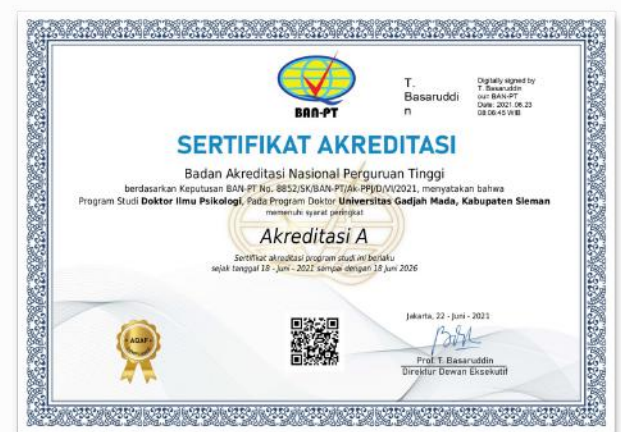 BAN-PT
T.
Basaruddi
n
Digitally signed by
T. Basaruddin
ou= BAN-PT
Date: 2021.06.23
08:06:45 WIB
SERTIFIKAT AKREDITASI
Badan Akreditasi Nasional Perguruan Tinggi
berdasarkan Keputusan BAN-PT No. 8852/SK/BAN-PT/Ak-PPJ/D/VI/2021, menyatakan bahwa
Program Studi Doktor Ilmu Psikologi, Pada Program Doktor Universitas Gadjah Mada, Kabupaten Sleman
memenuhi syarat peringkat
Akreditasi A
Sertifikat akreditasi program studi ini berlaku
sejak tanggal 18 - Juni - 2021 sampai dengan 18 Juni 2026
Jakarta, 22 - Juni - 2021
AQAF
Prof. T. Basaruddin
Direktur Dewan Eksekutif